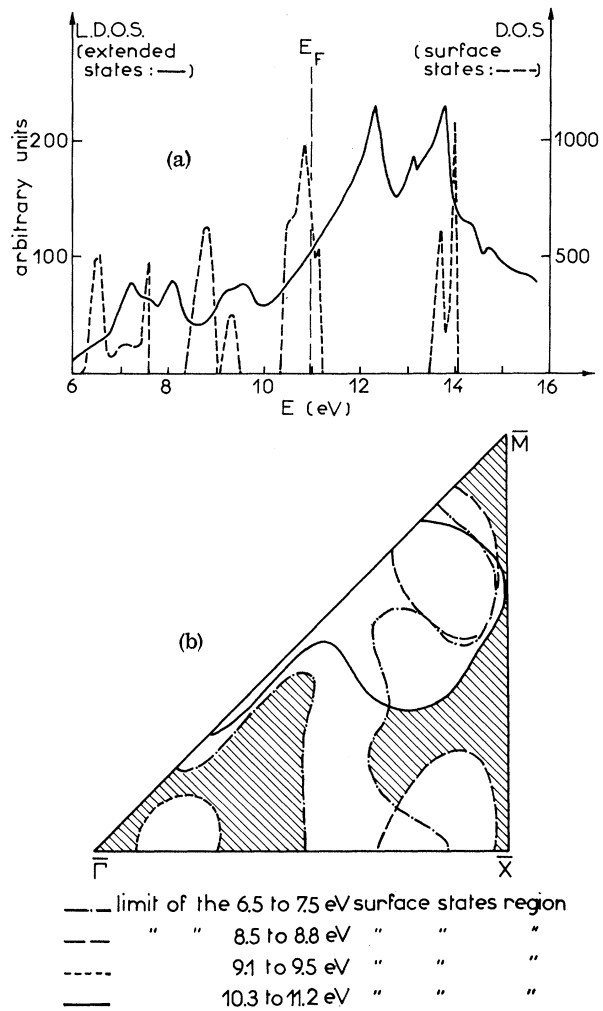 L.D.O.S. D.O.S
(extended E_F (surface
states : — ) states : --- )
arbitrary units
200 1000
(a)
100 500
6 8 10 12 14 16
E (eV)
M̅
(b)
Γ̅ X̅
limit of the 6.5 to 7.5 eV surface states region
" " 8.5 to 8.8 eV " " "
" " 9.1 to 9.5 eV " " "
10.3 to 11.2 eV " " "